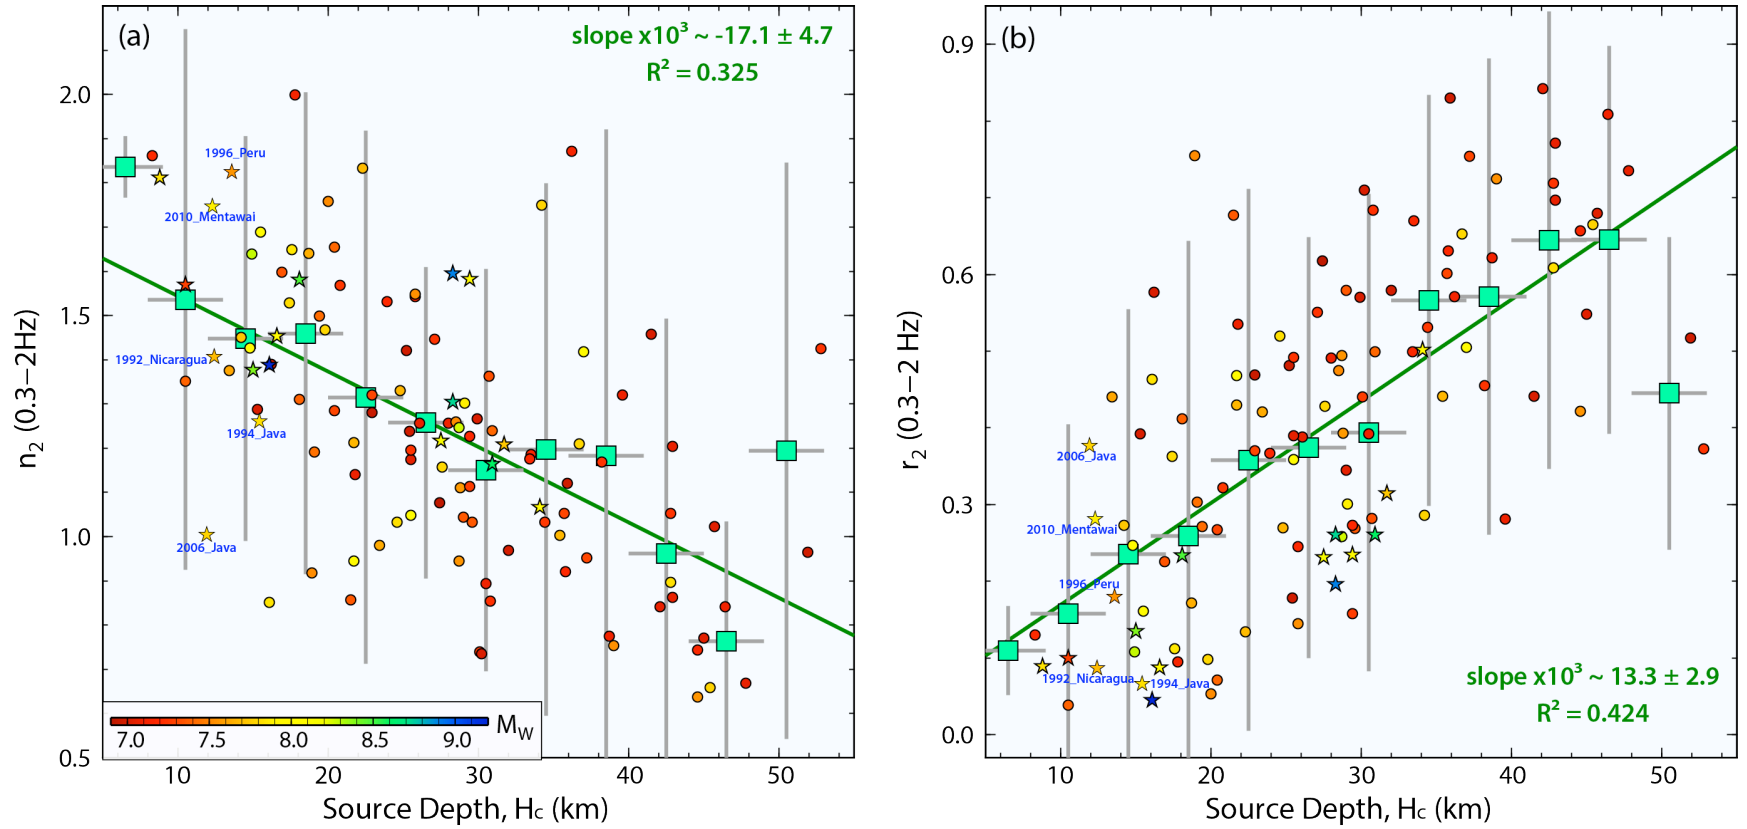 (a)
slope x10³ ~ -17.1 ± 4.7
R² = 0.325
2.0
1.5
1.0
0.5
n₂ (0.3−2Hz)
1996_Peru
2010_Mentawai
1992_Nicaragua
1994_Java
2006_Java
7.0 7.5 8.0 8.5 9.0 M_W
10 20 30 40 50
Source Depth, Hc (km)
(b)
0.9
0.6
0.3
0.0
r₂ (0.3−2 Hz)
2006_Java
2010_Mentawai
1996_Peru
1992_Nicaragua
1994_Java
slope x10³ ~ 13.3 ± 2.9
R² = 0.424
10 20 30 40 50
Source Depth, Hc (km)